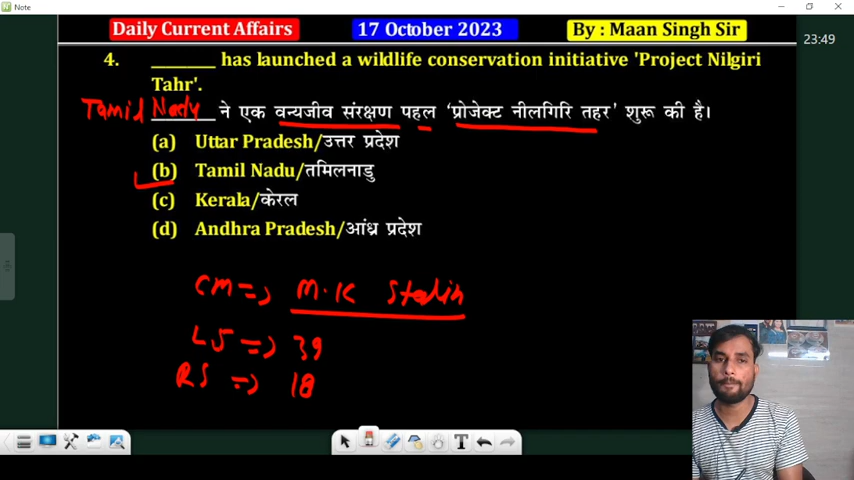 Note
Daily Current Affairs 17 October 2023 By : Maan Singh Sir
23:49
4. ________ has launched a wildlife conservation initiative 'Project Nilgiri
Tahr'.
Tamil Nadu ने एक वन्यजीव संरक्षण पहल 'प्रोजेक्ट नीलगिरि तहर' शुरू की है।
(a) Uttar Pradesh/उत्तर प्रदेश
(b) Tamil Nadu/तमिलनाडु
(c) Kerala/केरल
(d) Andhra Pradesh/आंध्र प्रदेश
CM => M.K Stalin
LS => 39
RS => 18